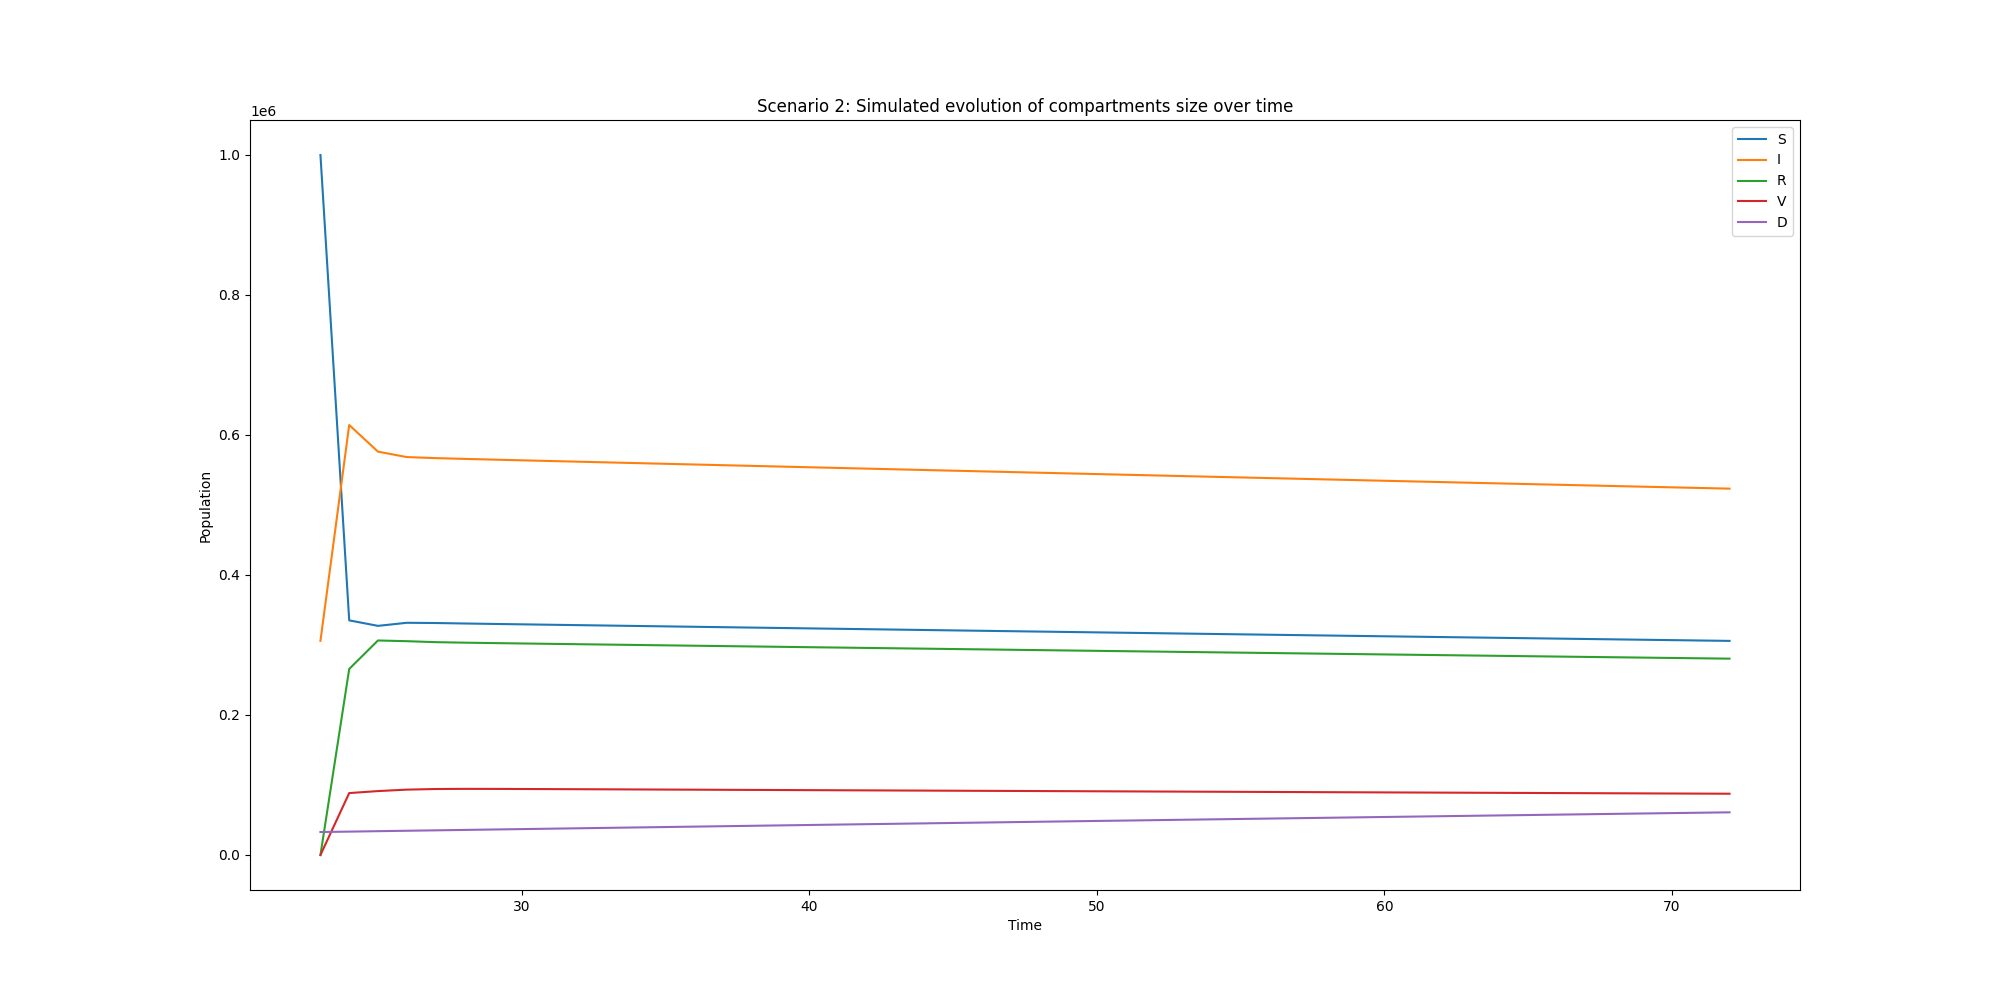 Scenario 2: Simulated evolution of compartments size over time
1e6
1.0
0.8
0.6
0.4
0.2
0.0
Population
30
40
50
60
70
Time
S
I
R
V
D